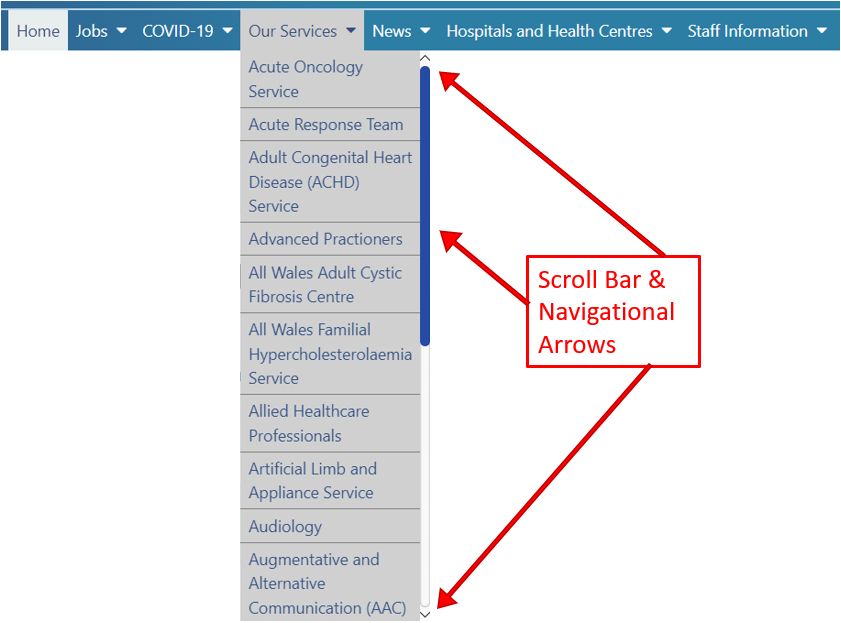 Home Jobs COVID-19 Our Services News Hospitals and Health Centres Staff Information
Acute Oncology
Service
Acute Response Team
Adult Congenital Heart
Disease (ACHD)
Service
Advanced Practioners
All Wales Adult Cystic
Fibrosis Centre
All Wales Familial
Hypercholesterolaemia
Service
Allied Healthcare
Professionals
Artificial Limb and
Appliance Service
Audiology
Augmentative and
Alternative
Communication (AAC)
Scroll Bar &
Navigational
Arrows